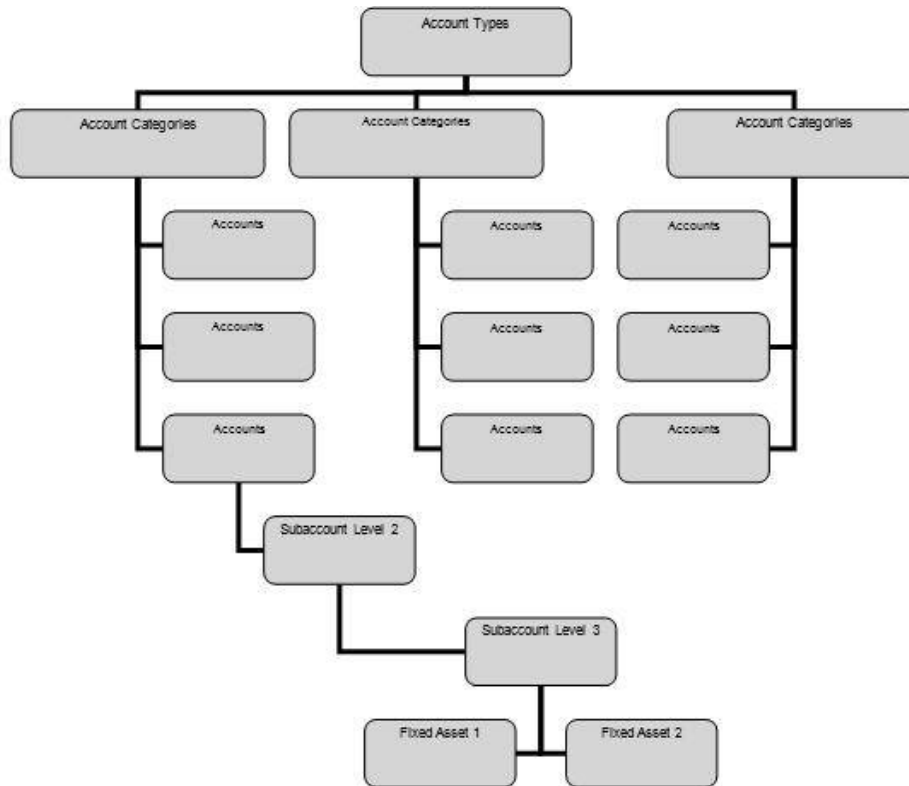 Account Types
Account Categories
Account Categories
Account Categories
Accounts
Accounts
Accounts
Accounts
Accounts
Accounts
Accounts
Accounts
Accounts
Subaccount Level 2
Subaccount Level 3
Fixed Asset 1
Fixed Asset 2